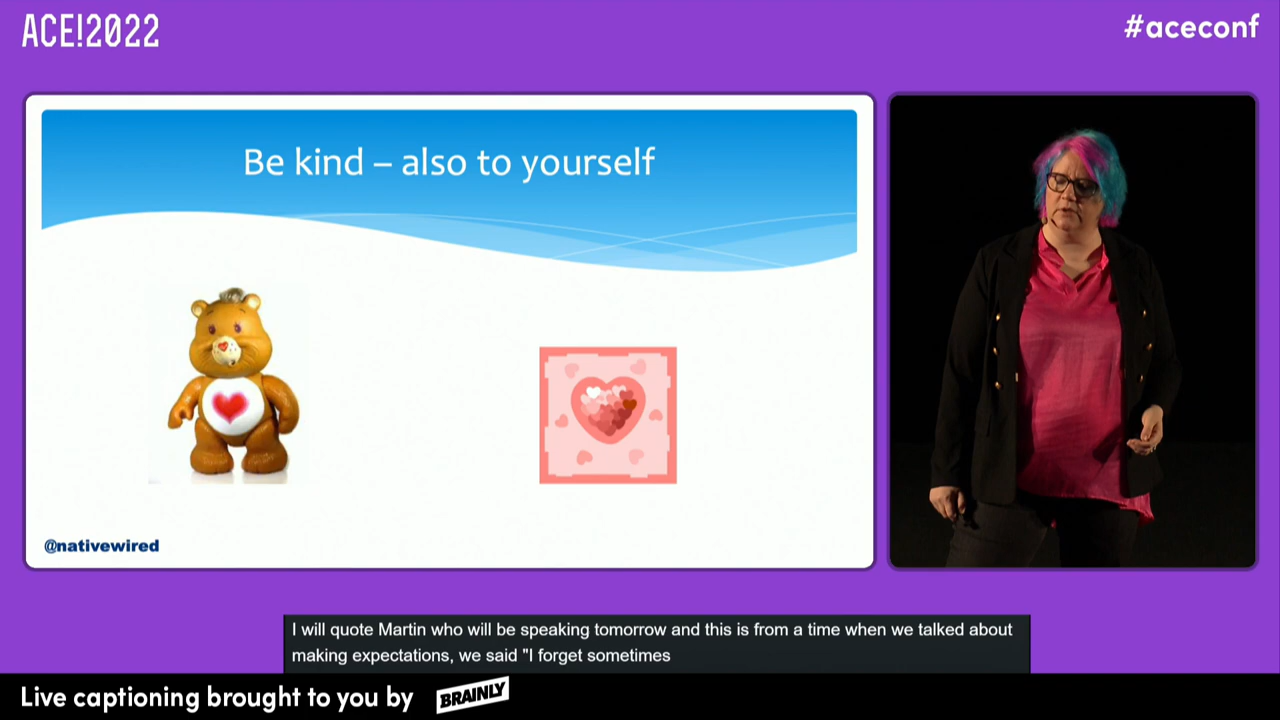 ACE!2022
#aceconf
Be kind – also to yourself
@nativewired
I will quote Martin who will be speaking tomorrow and this is from a time when we talked about
making expectations, we said "I forget sometimes
Live captioning brought to you by BRAINLY